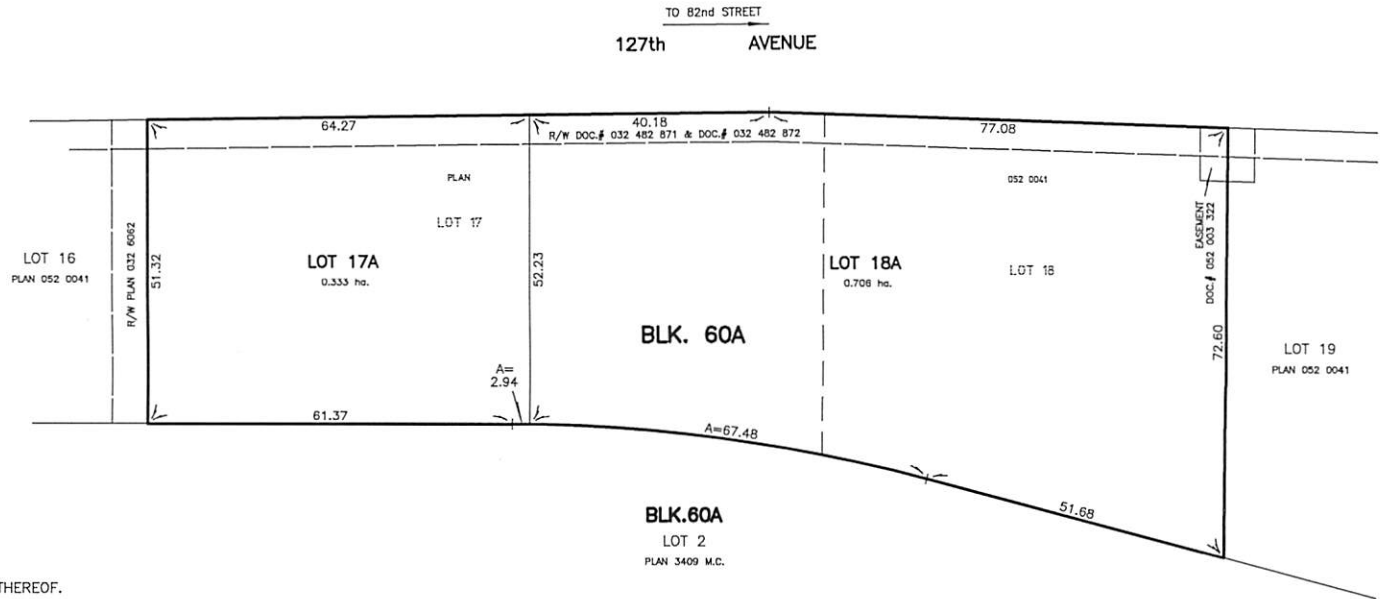 TO 82nd STREET
127th AVENUE
64.27
40.18
77.08
R/W DOC.# 032 482 871 & DOC.# 032 482 872
PLAN
052 0041
LOT 17
LOT 16
PLAN 052 0041
R/W PLAN 032 6062
51.32
LOT 17A
0.333 ha.
52.23
LOT 18A
0.708 ha.
LOT 18
EASEMENT
DOC.# 052 003 322
72.60
BLK. 60A
LOT 19
PLAN 052 0041
A=
2.94
61.37
A=67.48
51.68
BLK.60A
LOT 2
PLAN 3409 M.C.
THEREOF.